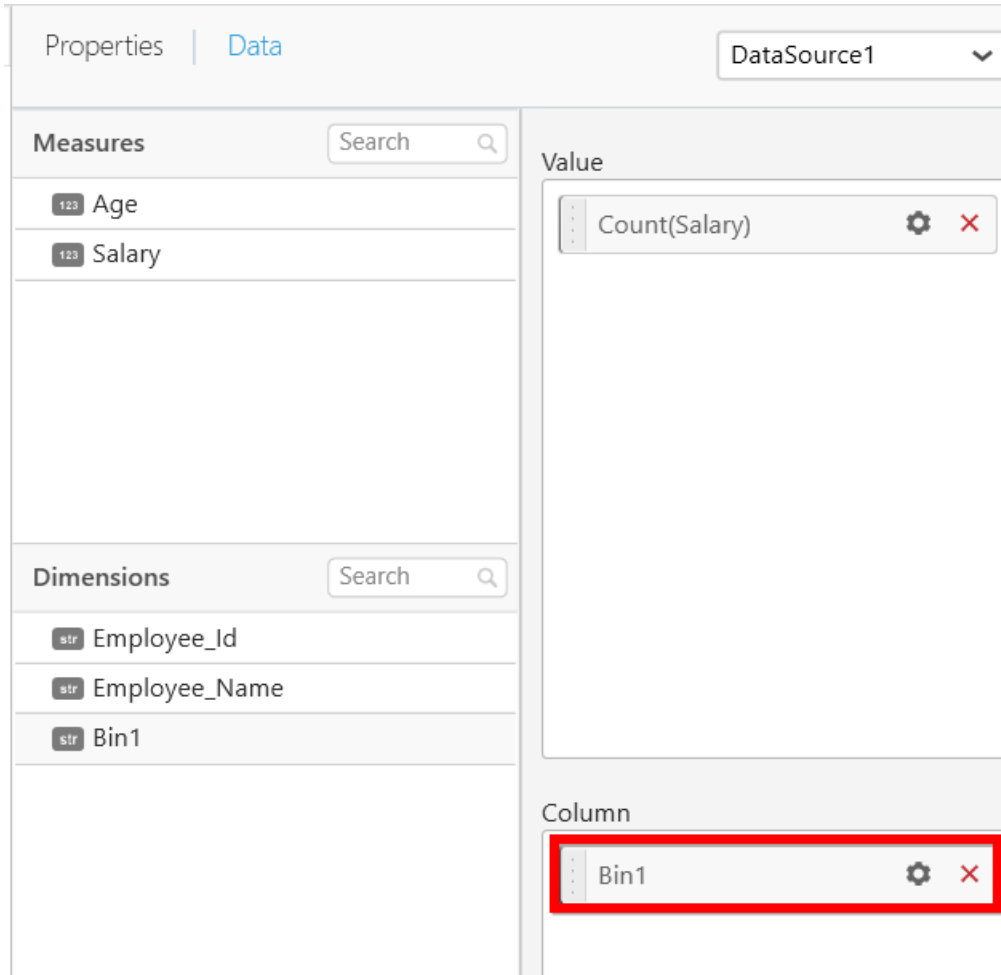 Properties | Data
DataSource1
Measures
Search
123 Age
123 Salary
Dimensions
Search
str Employee_Id
str Employee_Name
str Bin1
Value
Count(Salary)
Column
Bin1